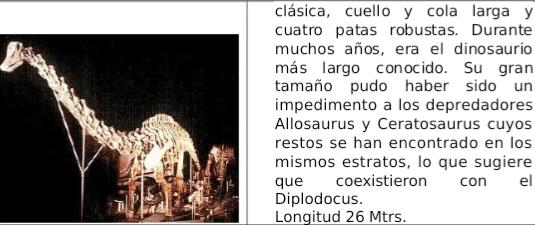 clásica, cuello y cola larga y
cuatro patas robustas. Durante
muchos años, era el dinosaurio
más largo conocido. Su gran
tamaño pudo haber sido un
impedimento a los depredadores
Allosaurus y Ceratosaurus cuyos
restos se han encontrado en los
mismos estratos, lo que sugiere
que coexistieron con el
Diplodocus.
Longitud 26 Mtrs.